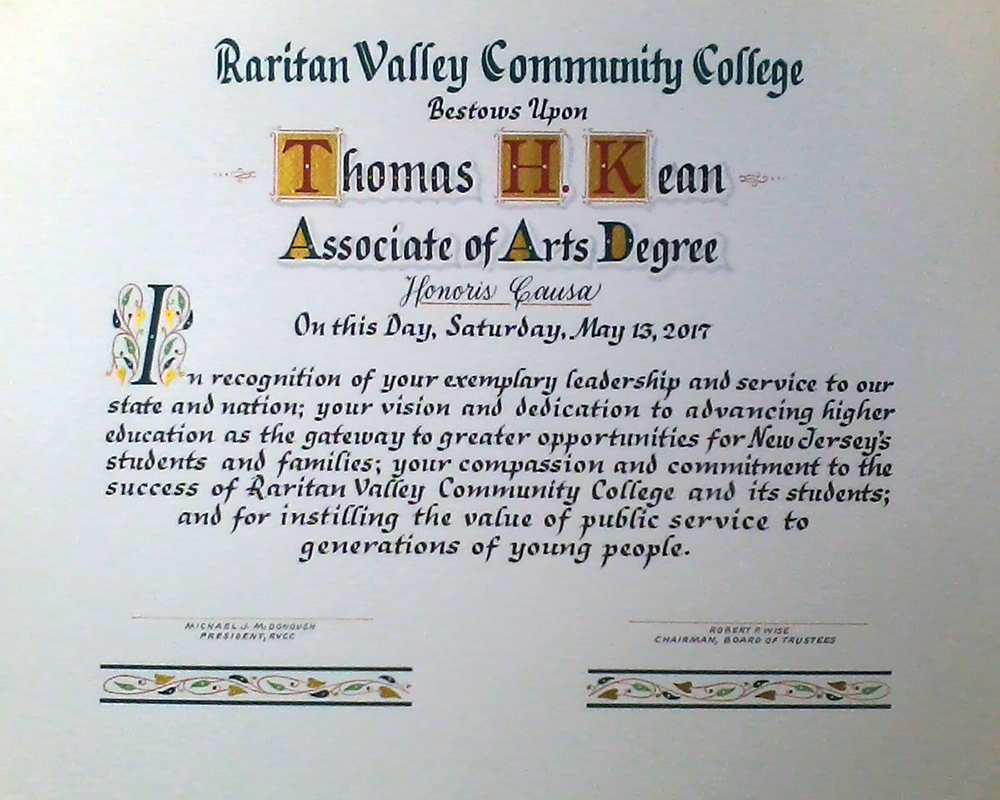 Raritan Valley Community College
Bestows Upon
Thomas H. Kean
Associate of Arts Degree
Honoris Causa
On this Day, Saturday, May 13, 2017
In recognition of your exemplary leadership and service to our
state and nation; your vision and dedication to advancing higher
education as the gateway to greater opportunities for New Jersey's
students and families; your compassion and commitment to the
success of Raritan Valley Community College and its students;
and for instilling the value of public service to
generations of young people.
MICHAEL J. McDONOUGH
PRESIDENT, RVCC
ROBERT P. WISE
CHAIRMAN, BOARD OF TRUSTEES